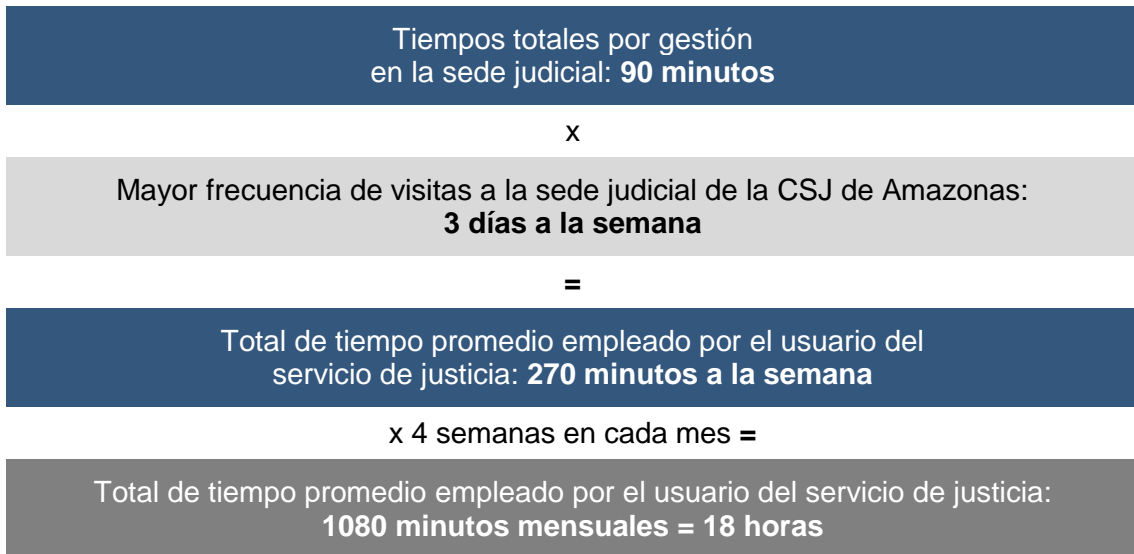 Tiempos totales por gestión
en la sede judicial: 90 minutos
x
Mayor frecuencia de visitas a la sede judicial de la CSJ de Amazonas:
3 días a la semana
=
Total de tiempo promedio empleado por el usuario del
servicio de justicia: 270 minutos a la semana
x 4 semanas en cada mes =
Total de tiempo promedio empleado por el usuario del servicio de justicia:
1080 minutos mensuales = 18 horas